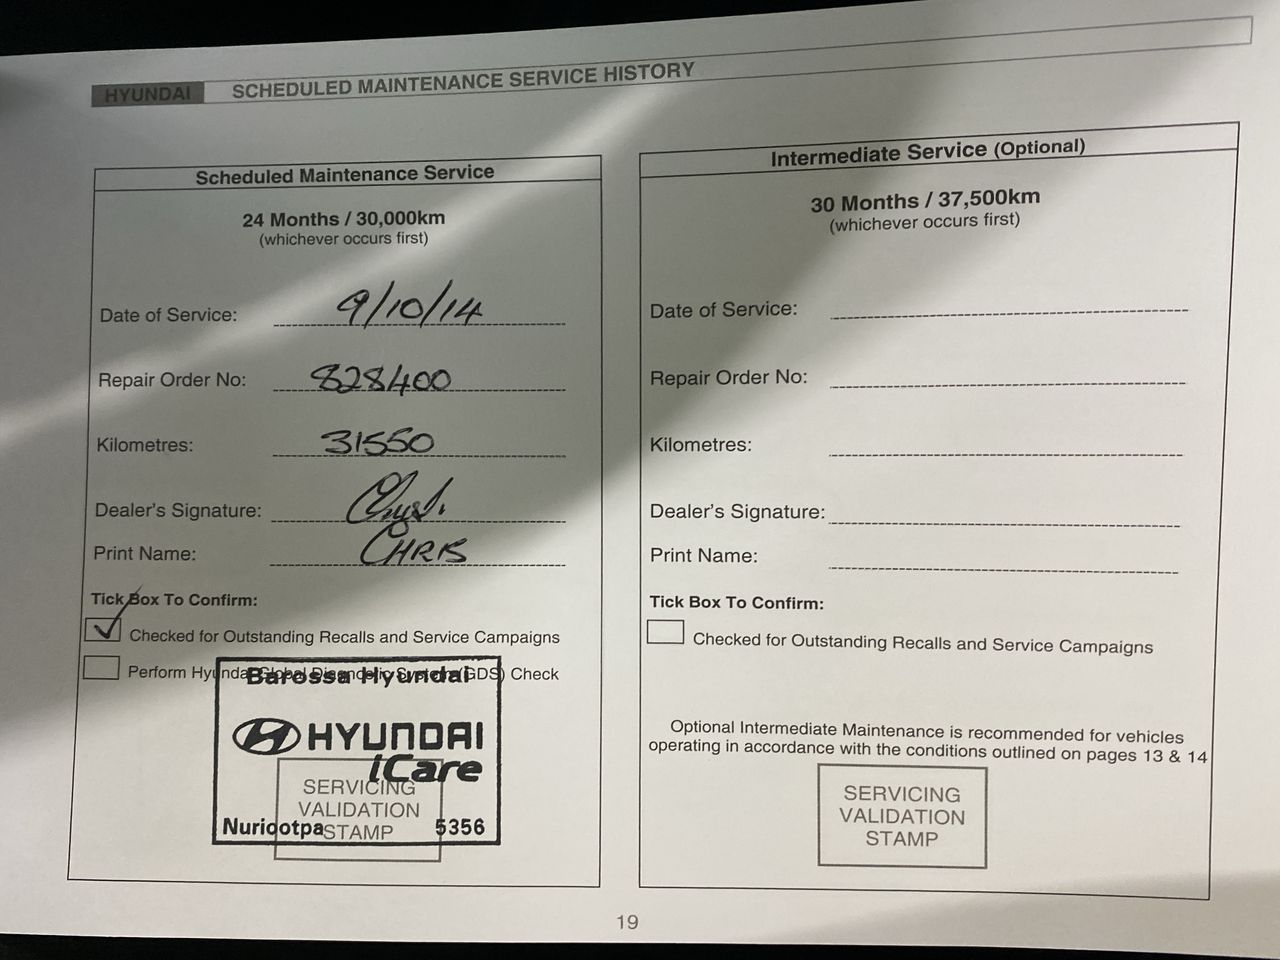 HYUNDAI SCHEDULED MAINTENANCE SERVICE HISTORY
Scheduled Maintenance Service
24 Months / 30,000km
(whichever occurs first)
Date of Service: 9/10/14
Repair Order No: 828400
Kilometres: 31550
Dealer's Signature:
Print Name: CHRIS
Tick Box To Confirm:
Checked for Outstanding Recalls and Service Campaigns
Perform Hyundai Global Diagnostic System (GDS) Check
Barossa Hyundai
HYUNDAI
iCare
SERVICING
VALIDATION
STAMP
Nuriootpa 5356
Intermediate Service (Optional)
30 Months / 37,500km
(whichever occurs first)
Date of Service:
Repair Order No:
Kilometres:
Dealer's Signature:
Print Name:
Tick Box To Confirm:
Checked for Outstanding Recalls and Service Campaigns
Optional Intermediate Maintenance is recommended for vehicles
operating in accordance with the conditions outlined on pages 13 & 14
SERVICING
VALIDATION
STAMP
19